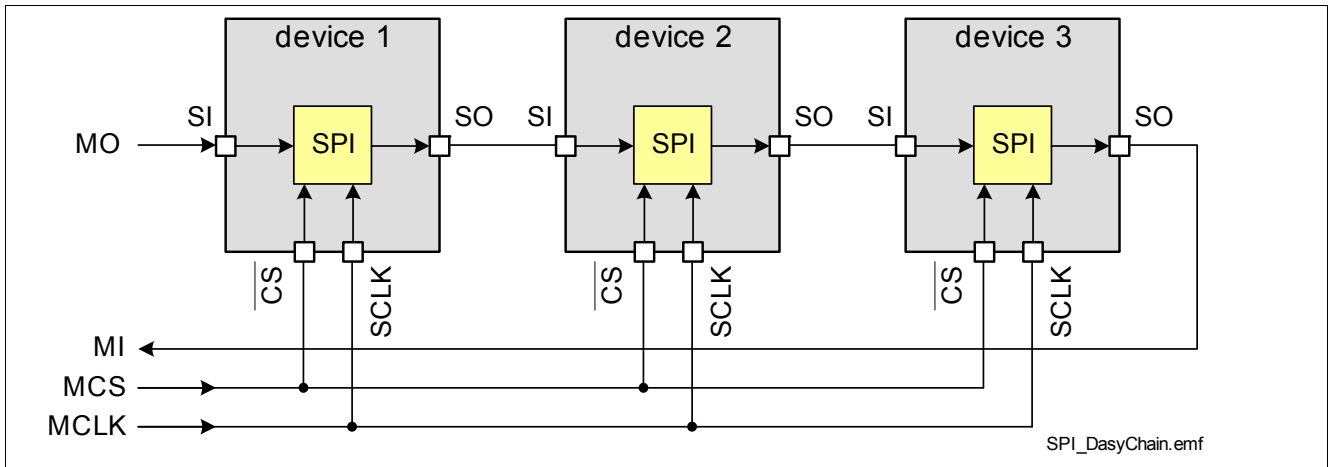 device 1
device 2
device 3
SI
SO
SI
SO
SI
SO
MO
SPI
SPI
SPI
CS
SCLK
CS
SCLK
CS
SCLK
MI
MCS
MCLK
SPI_DasyChain.emf